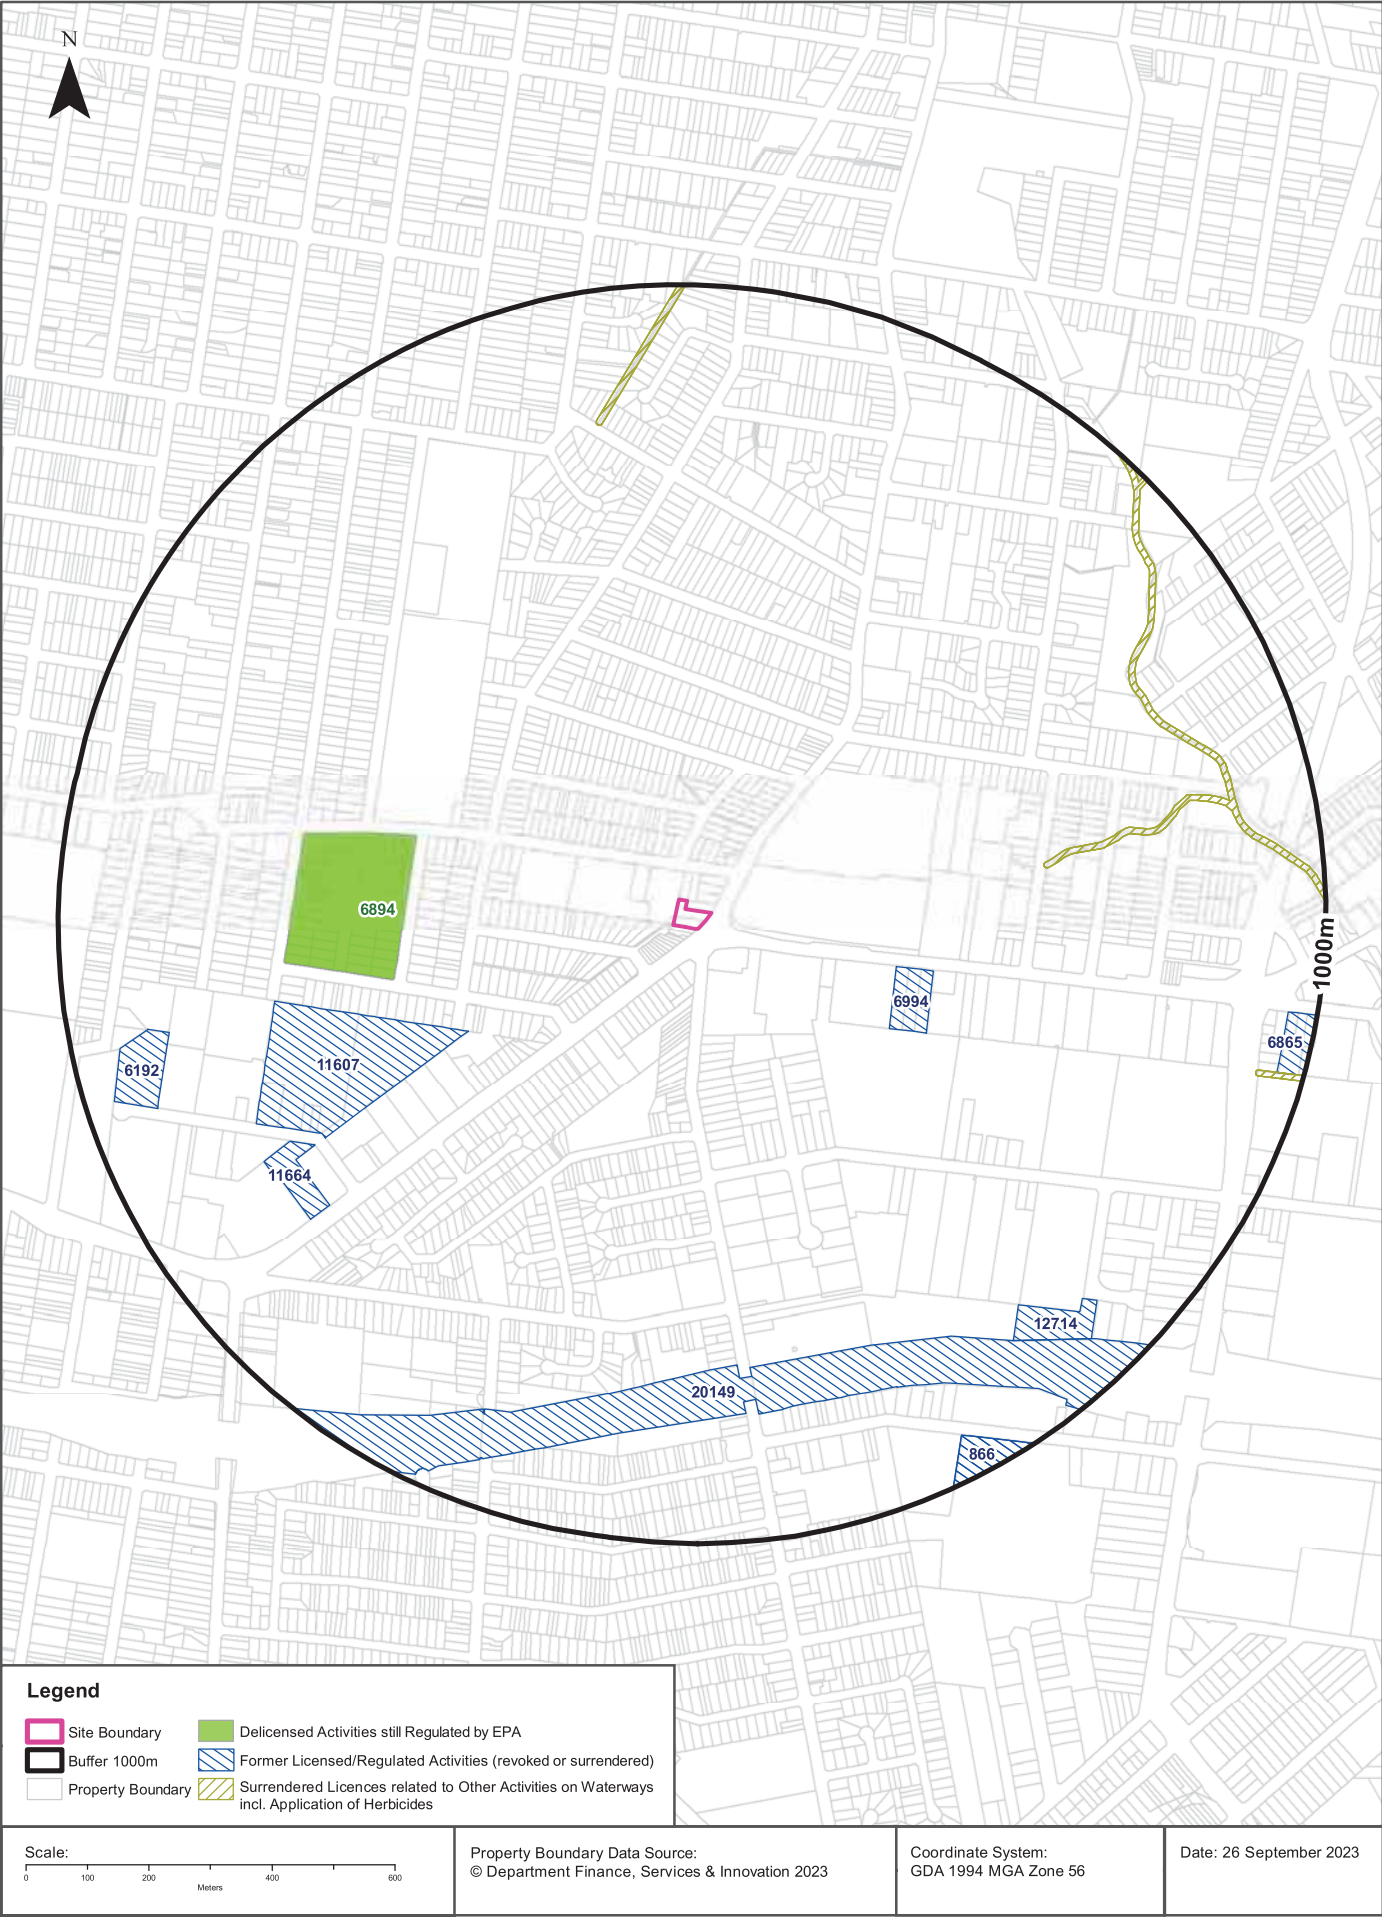 N
6894
1000m
6994
6865
6192
11607
11664
12714
20149
866
Legend
Site Boundary
Buffer 1000m
Property Boundary
Delicensed Activities still Regulated by EPA
Former Licensed/Regulated Activities (revoked or surrendered)
Surrendered Licences related to Other Activities on Waterways
incl. Application of Herbicides
Scale:
0 100 200 400 600
Meters
Property Boundary Data Source:
© Department Finance, Services & Innovation 2023
Coordinate System:
GDA 1994 MGA Zone 56
Date: 26 September 2023